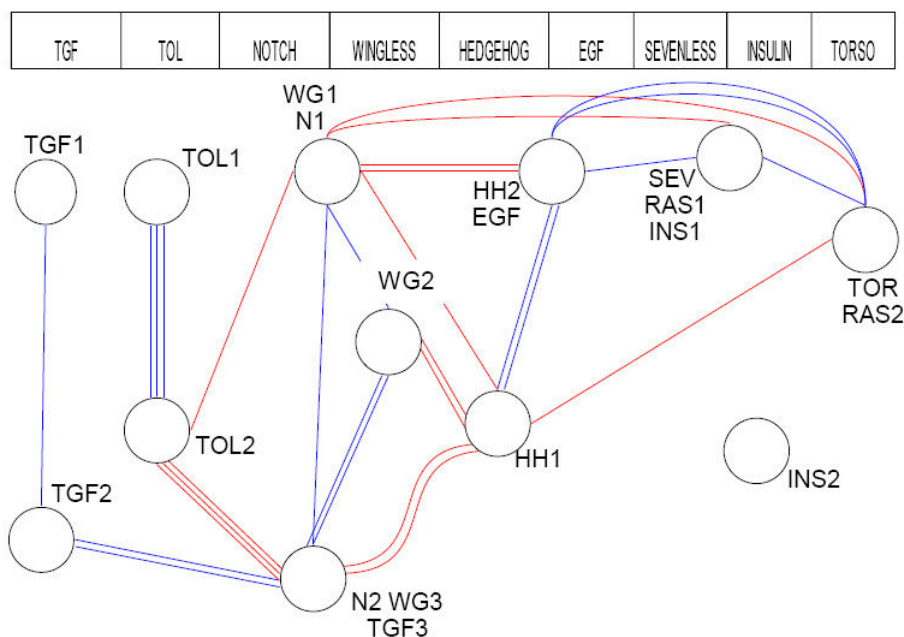 TGF TOL NOTCH WINGLESS HEDGEHOG EGF SEVENLESS INSULIN TORSO
WG1
N1
TGF1
TOL1
HH2
EGF
SEV
RAS1
INS1
WG2
TOR
RAS2
TOL2
HH1
INS2
TGF2
N2 WG3
TGF3